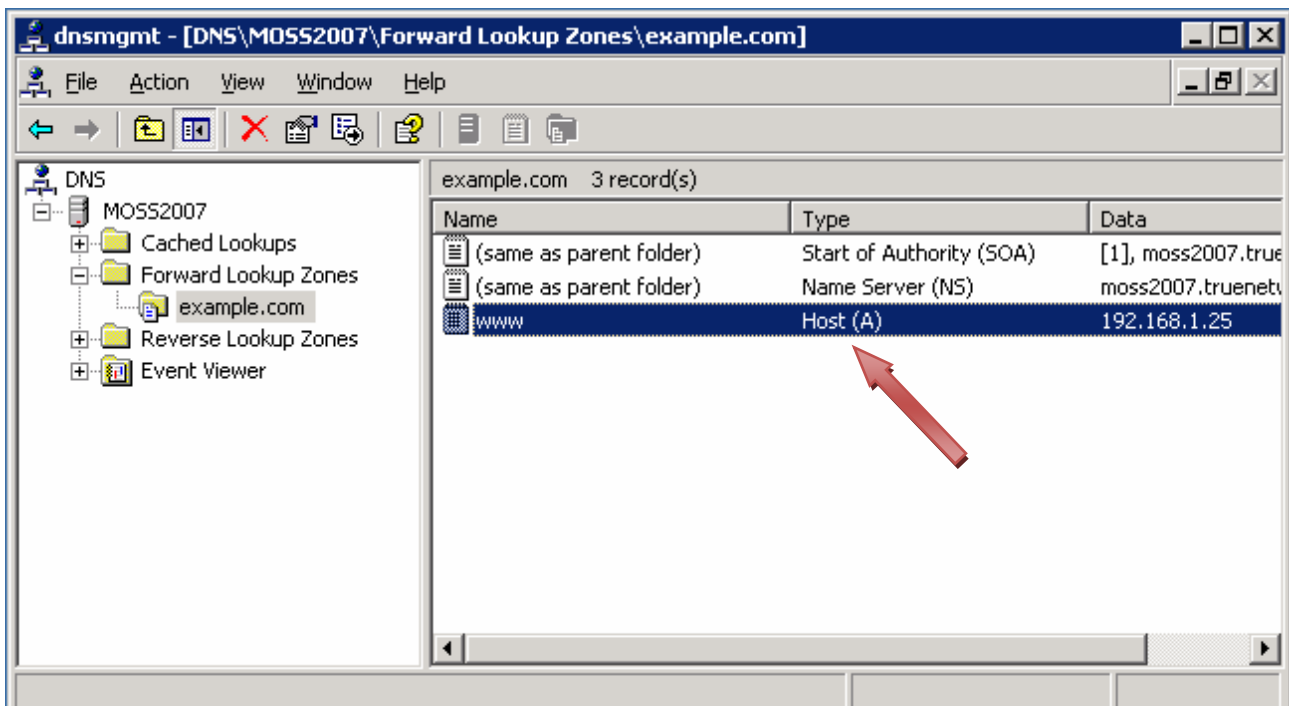 dnsmgmt - [DNS\MOSS2007\Forward Lookup Zones\example.com]
File Action View Window Help
DNS
MOSS2007
Cached Lookups
Forward Lookup Zones
example.com
Reverse Lookup Zones
Event Viewer
example.com 3 record(s)
Name Type Data
(same as parent folder) Start of Authority (SOA) [1], moss2007.true
(same as parent folder) Name Server (NS) moss2007.truenetw
www Host (A) 192.168.1.25